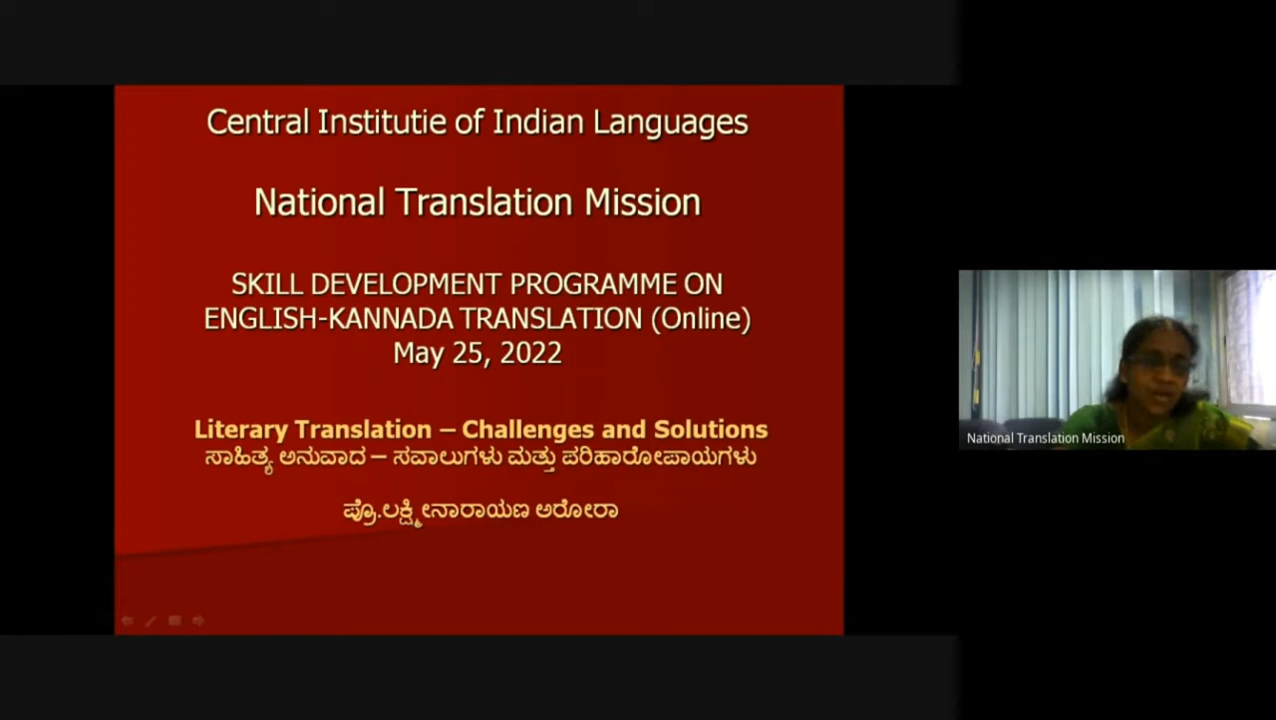 Central Institutie of Indian Languages
National Translation Mission
SKILL DEVELOPMENT PROGRAMME ON
ENGLISH-KANNADA TRANSLATION (Online)
May 25, 2022
Literary Translation – Challenges and Solutions
ಸಾಹಿತ್ಯ ಅನುವಾದ – ಸವಾಲುಗಳು ಮತ್ತು ಪರಿಹಾರೋಪಾಯಗಳು
ಪ್ರೊ.ಲಕ್ಷ್ಮೀನಾರಾಯಣ ಅರೋರಾ
National Translation Mission